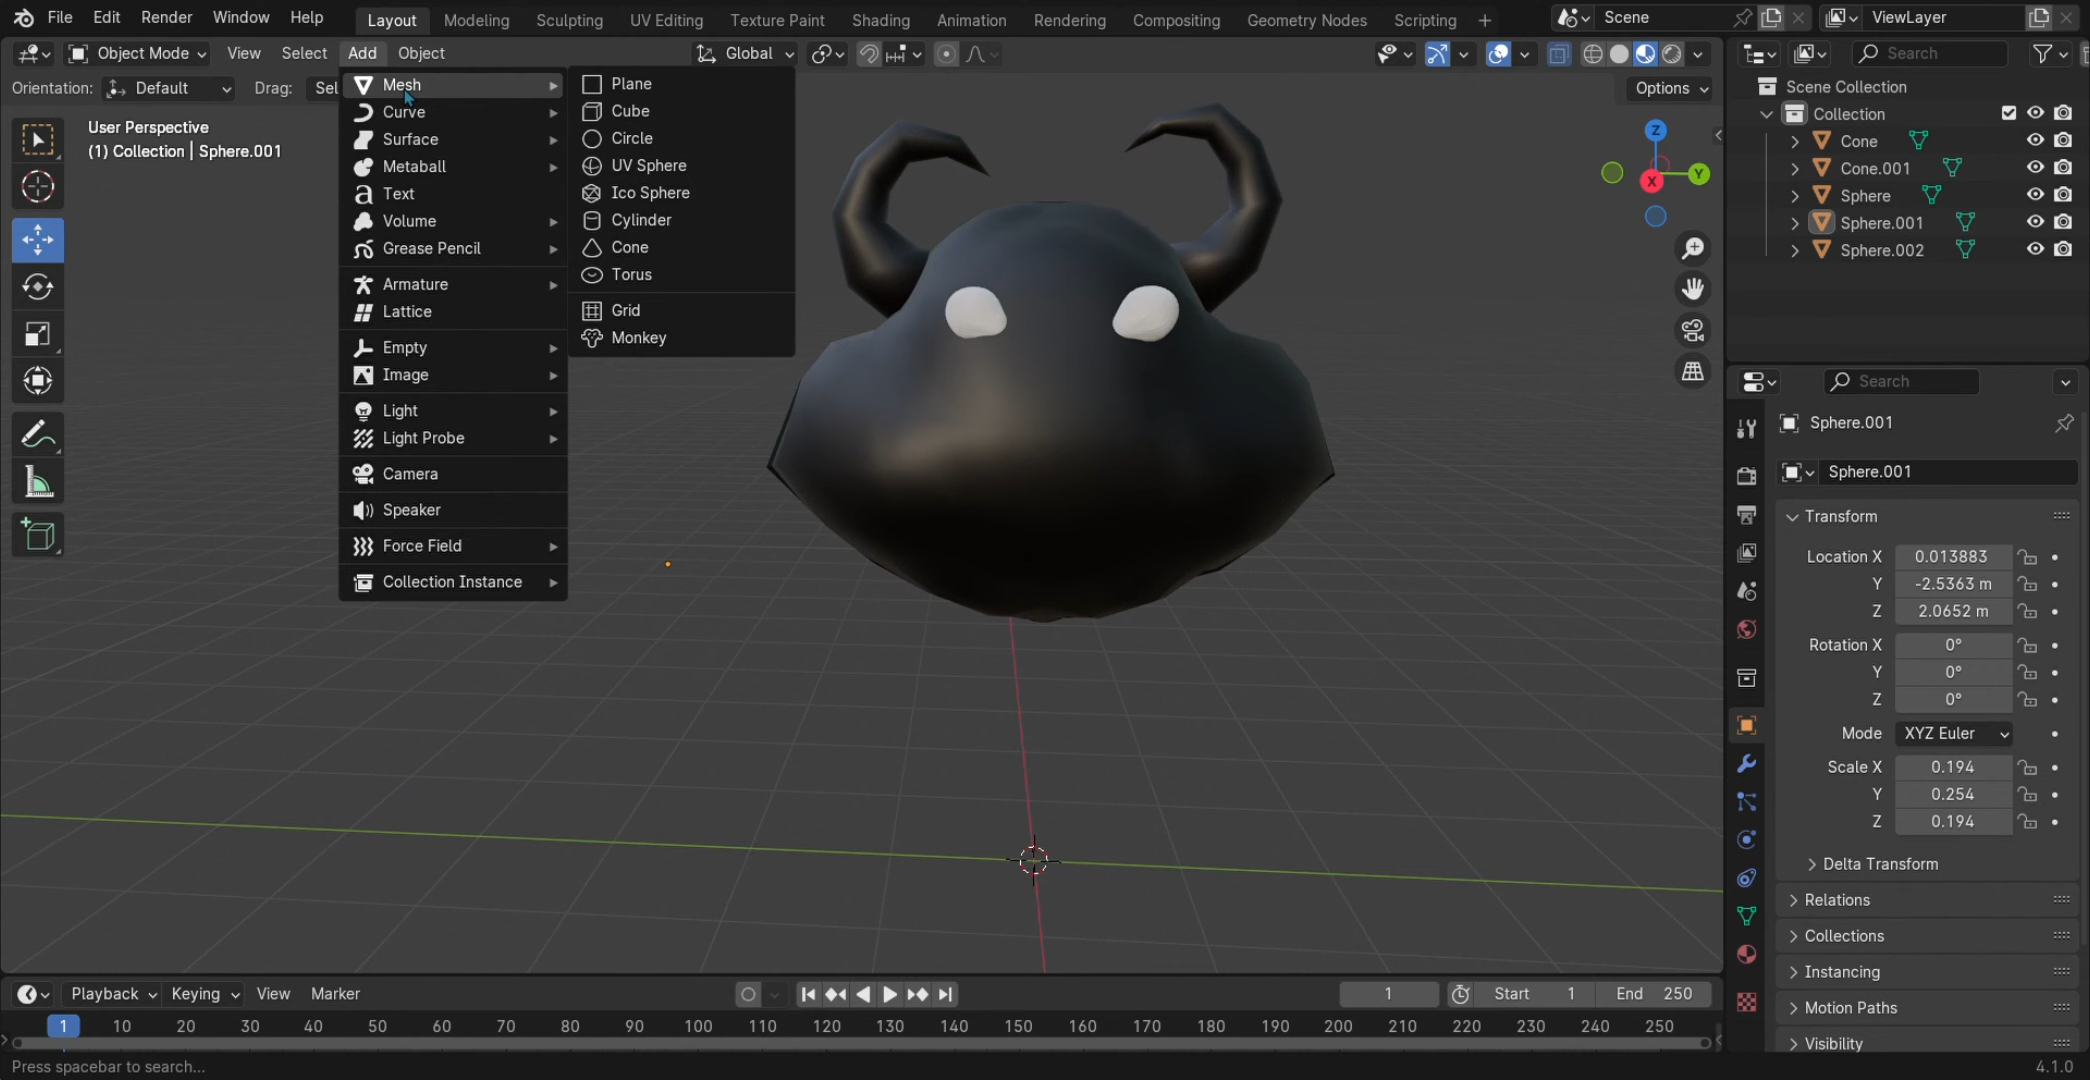 File Edit Render Window Help Layout Modeling Sculpting UV Editing Texture Paint Shading Animation Rendering Compositing Geometry Nodes Scripting + Scene ViewLayer
Object Mode View Select Add Object Global Search
Orientation: Default Drag: Sel Options
User Perspective
(1) Collection | Sphere.001
Mesh
Curve
Surface
Metaball
Text
Volume
Grease Pencil
Armature
Lattice
Empty
Image
Light
Light Probe
Camera
Speaker
Force Field
Collection Instance
Plane
Cube
Circle
UV Sphere
Ico Sphere
Cylinder
Cone
Torus
Grid
Monkey
Z
Y
X
Scene Collection
Collection
Cone
Cone.001
Sphere
Sphere.001
Sphere.002
Search
Sphere.001
Sphere.001
Transform
Location X 0.013883
Y -2.5363 m
Z 2.0652 m
Rotation X 0°
Y 0°
Z 0°
Mode XYZ Euler
Scale X 0.194
Y 0.254
Z 0.194
Delta Transform
Relations
Collections
Instancing
Motion Paths
Visibility
Playback Keying View Marker 1 Start 1 End 250
1 10 20 30 40 50 60 70 80 90 100 110 120 130 140 150 160 170 180 190 200 210 220 230 240 250
Press spacebar to search... 4.1.0